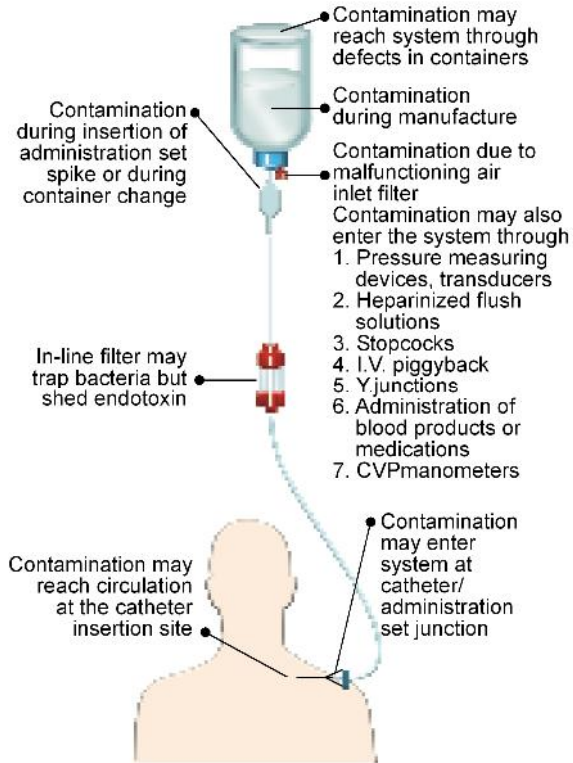 Contamination may
reach system through
defects in containers
Contamination
during manufacture
Contamination
during insertion of
administration set
spike or during
container change
Contamination due to
malfunctioning air
inlet filter
Contamination may also
enter the system through
1. Pressure measuring
devices, transducers
2. Heparinized flush
solutions
3. Stopcocks
4. I.V. piggyback
5. Y.junctions
6. Administration of
blood products or
medications
7. CVPmanometers
In-line filter may
trap bacteria but
shed endotoxin
Contamination
may enter
system at
catheter/
administration
set junction
Contamination may
reach circulation
at the catheter
insertion site